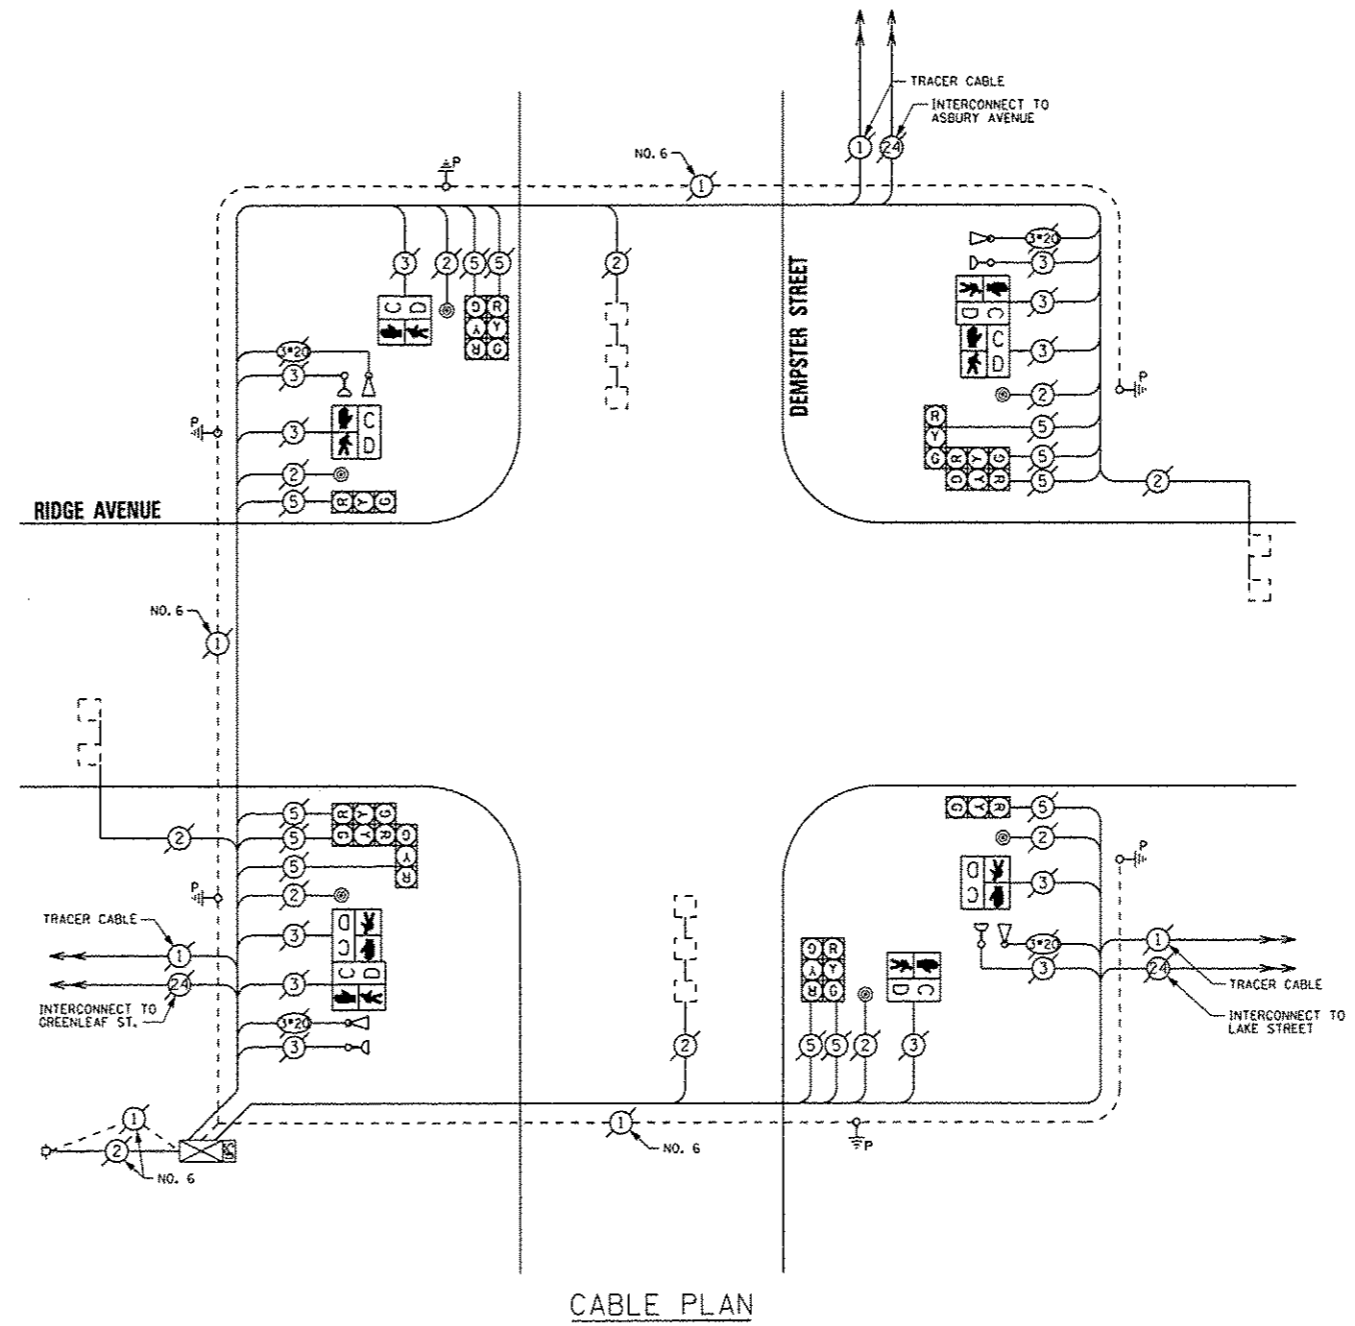 TRACER CABLE
INTERCONNECT TO
ASBURY AVENUE
1
24
NO. 6
1
P
DEMPSTER STREET
3
2
5
5
2
C D
G R
Y Y
R G
3#20
3
3
C
D
2
5
R Y G
P
3#20
3
3
D C
3
C
D
2
5
5
5
R
Y
G
R Y G
G Y R
P
2
RIDGE AVENUE
NO. 6
1
2
5
5
5
R Y G
G Y R
G
Y
R
2
P
3
D
C
3
C D
3#20
3
TRACER CABLE
1
24
INTERCONNECT TO
GREENLEAF ST.
1
2
NO. 6
2
1
NO. 6
G R
Y Y
R G
D C
5
5
2
3
P
G Y R
5
2
D
C
3
3#20
3
P
1
24
TRACER CABLE
INTERCONNECT TO
LAKE STREET
CABLE PLAN